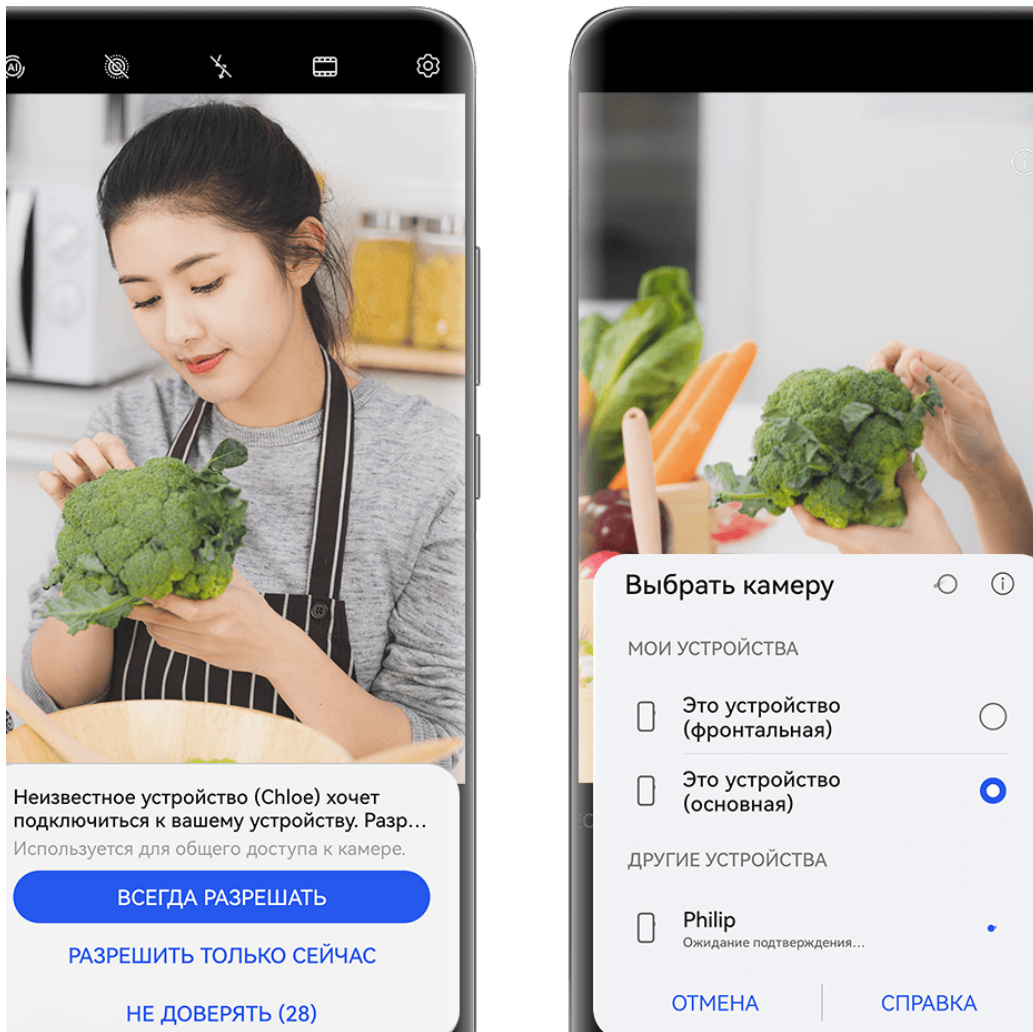 AI
Неизвестное устройство (Chloe) хочет
подключиться к вашему устройству. Разр...
Используется для общего доступа к камере.
ВСЕГДА РАЗРЕШАТЬ
РАЗРЕШИТЬ ТОЛЬКО СЕЙЧАС
НЕ ДОВЕРЯТЬ (28)
Выбрать камеру
МОИ УСТРОЙСТВА
Это устройство
(фронтальная)
Это устройство
(основная)
ДРУГИЕ УСТРОЙСТВА
Philip
Ожидание подтверждения...
ОТМЕНА
СПРАВКА